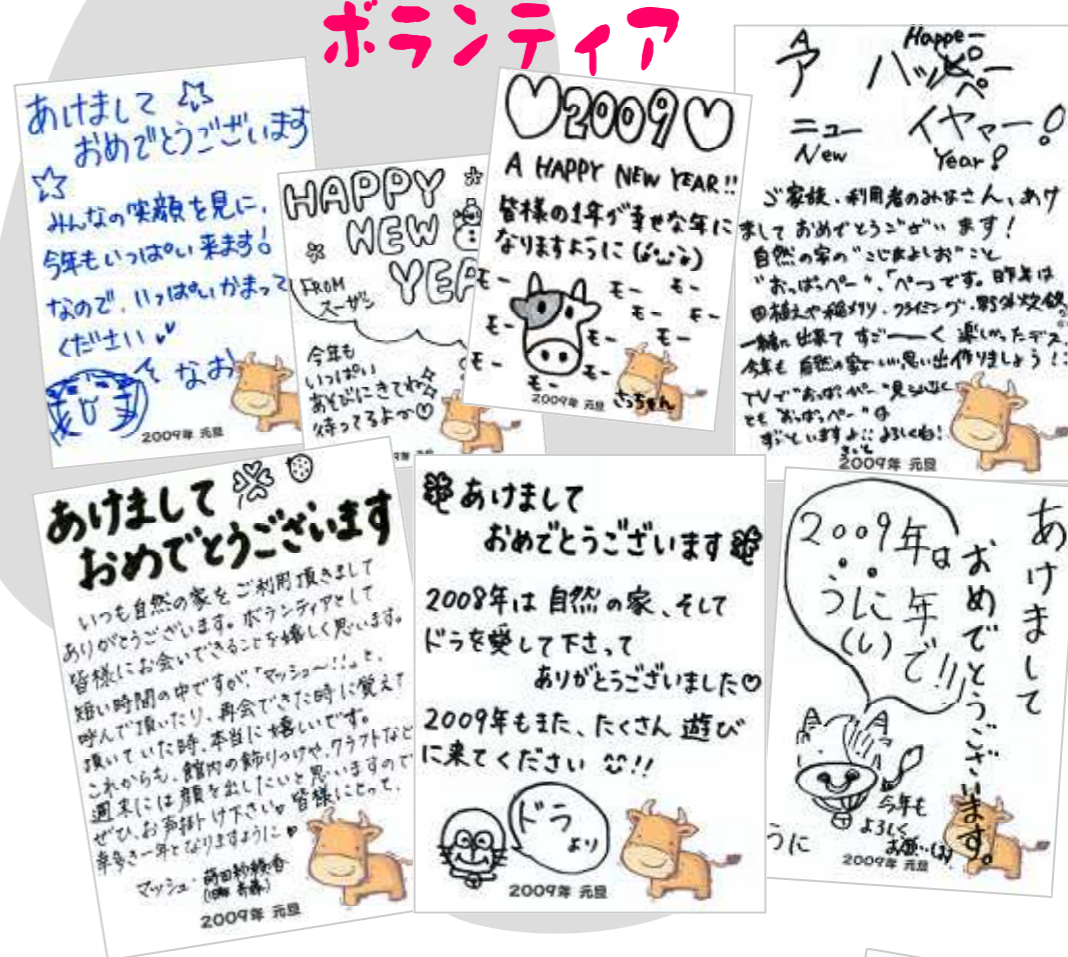 ボランティア
あけまして
おめでとうございます
みんなの笑顔を見に、
今年もいっぱい来ます!
なので、いっぱいかまって
ください
なお
2009年 元旦
HAPPY
NEW
YEA
FROM
スーザン
今年も
いっぱい
あそびにきてね
待ってるよ
2009
A HAPPY NEW YEAR!!
皆様の1年が幸せな年に
なりますように
モー
モー
モー
モー
モー
モー
モー
モー
モー
モー
2009年 元旦
さっちゃん
A Happe-
ア ハッピー
ペ
ニュー イヤァー!
New Year!
ご家族、利用者のみなさん、あけ
まして おめでとうございます!
自然の家の
"おっぱっぺー"、「ぺー」です。昨年は
田植えや稲刈り、クライミング、野外炊飯
一緒に出来てすごーーく楽しかったデス
今年も自然の家でいい思い出作りましょう!
2009年 元旦
あけまして
おめでとうございます
いつも自然の家をご利用頂きまして
ありがとうございます。ボランティアとして
皆様にお会いできることを嬉しく思います。
短い時間の中ですが、「マッシュ〜!!」と、
呼んで頂いたり、再会できた時に覚えて
頂いていた時、本当に嬉しいです。
これからも、館内の飾りつけや、クラフトなど
週末には顔を出したいと思いますので
ぜひ、お声掛け下さい。皆様にとって、
幸多き一年となりますように
マッシュ
2009年 元旦
あけまして
おめでとうございます
2008年は 自然の家、そして
ドラを愛して下さって
ありがとうございました♡
2009年もまた、たくさん 遊び
に来てください !!
ドラ
より
2009年 元旦
あけまして
おめでとうございます。
2009年は
うに年で!!
(い)
今年も
よろしく
お願…
うに
2009年 元旦